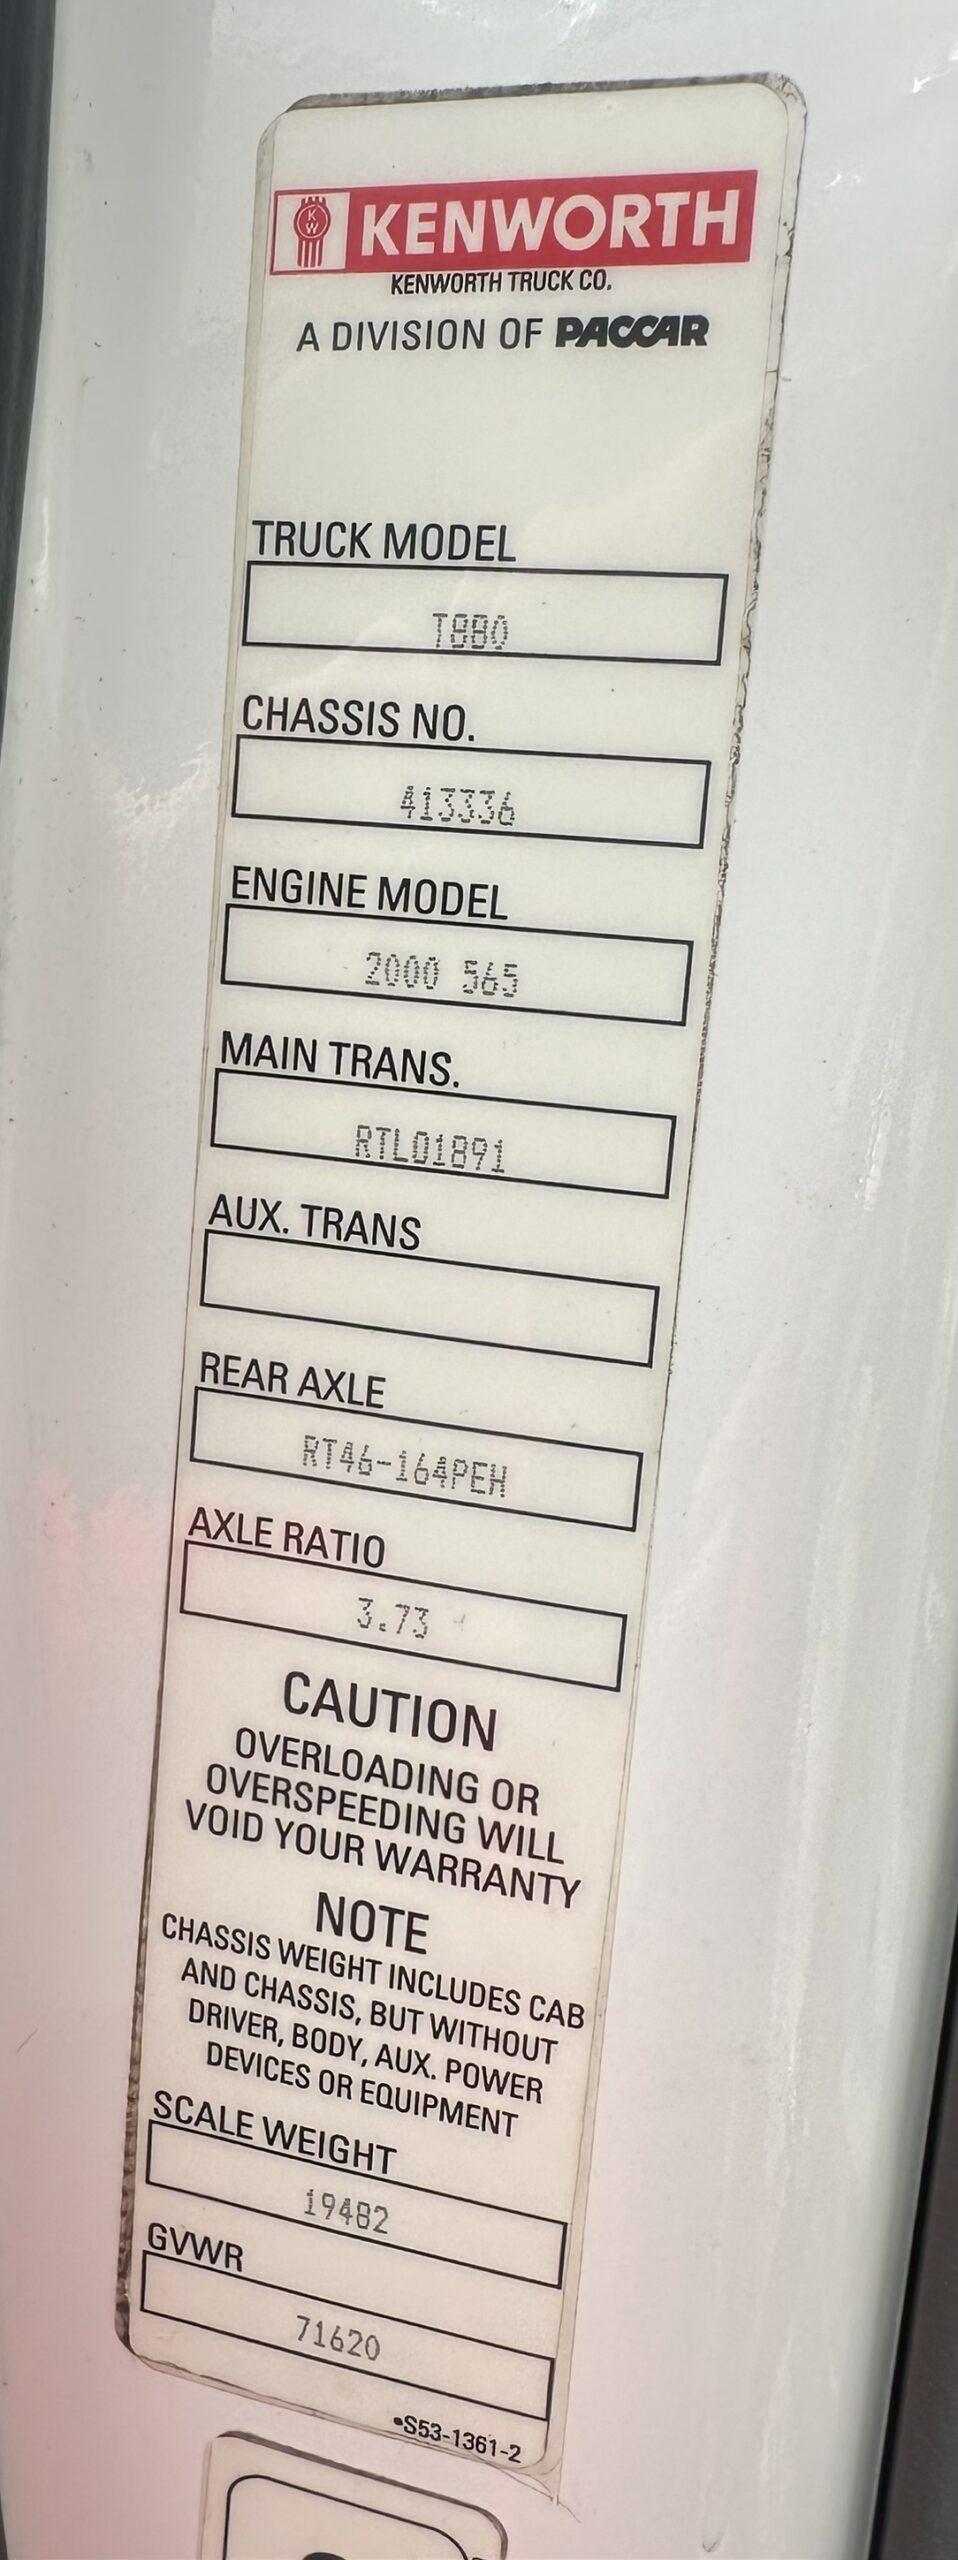 KW KENWORTH
KENWORTH TRUCK CO.
A DIVISION OF PACCAR
TRUCK MODEL
T880
CHASSIS NO.
413336
ENGINE MODEL
2000 565
MAIN TRANS.
RTLO1891
AUX. TRANS
REAR AXLE
RT46-164PEH
AXLE RATIO
3.73
CAUTION
OVERLOADING OR
OVERSPEEDING WILL
VOID YOUR WARRANTY
NOTE
CHASSIS WEIGHT INCLUDES CAB
AND CHASSIS, BUT WITHOUT
DRIVER, BODY, AUX. POWER
DEVICES OR EQUIPMENT
SCALE WEIGHT
19482
GVWR
71620
•S53-1361-2